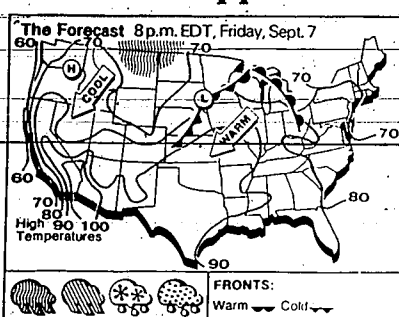 The Forecast 8 p.m. EDT, Friday, Sept. 7
60 70 70
H
COOL
L
70
WARM
70
60
70
80
80
High 90 100
Temperatures
90
FRONTS:
Warm Cold